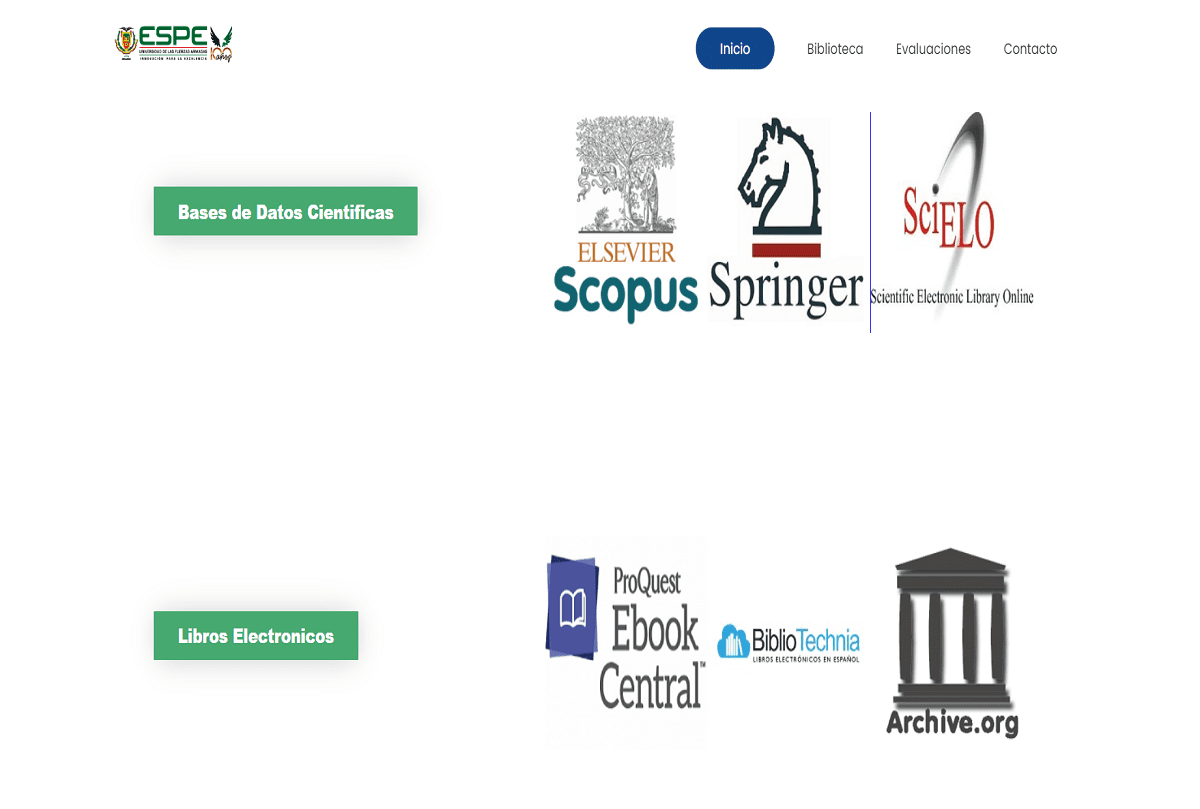 ESPE
UNIVERSIDAD DE LAS FUERZAS ARMADAS
INNOVACIÓN PARA LA EXCELENCIA
100 años
Inicio
Biblioteca
Evaluaciones
Contacto
Bases de Datos Cientificas
ELSEVIER
Scopus
Springer
SciELO
Scientific Electronic Library Online
Libros Electronicos
ProQuest
Ebook
Central™
BiblioTechnia
LIBROS ELECTRÓNICOS EN ESPAÑOL
Archive.org